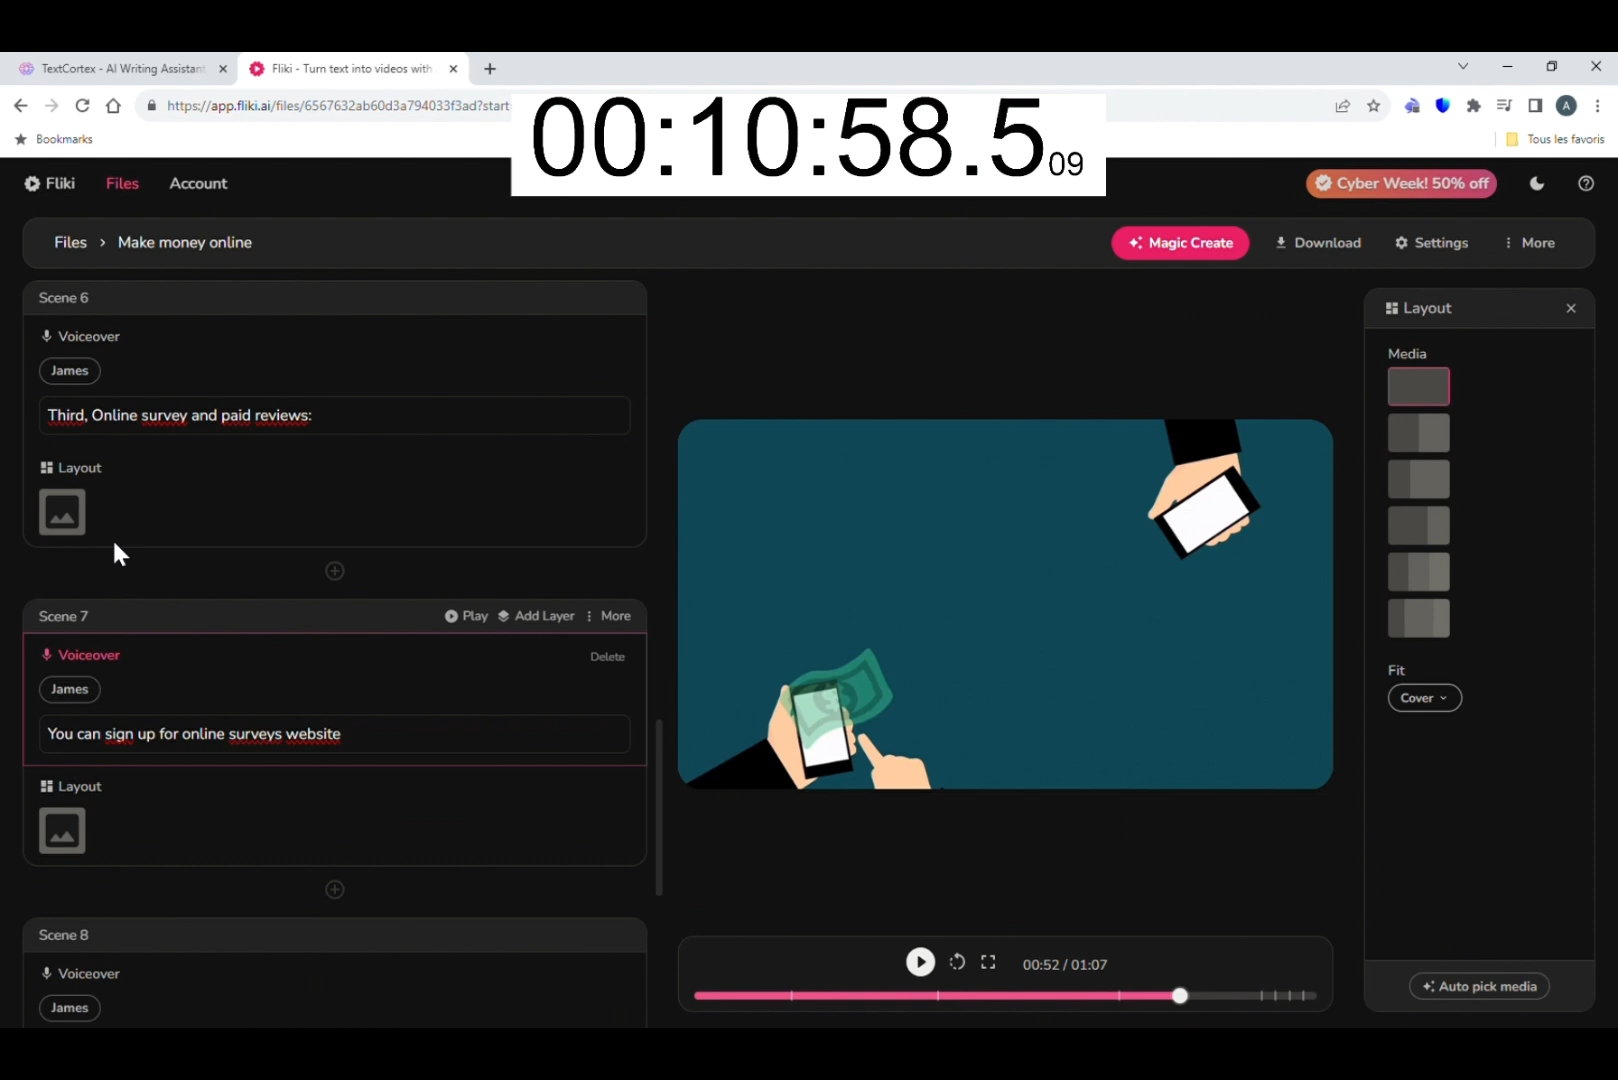 TextCortex - AI Writing Assistant
Fliki - Turn text into videos with
https://app.fliki.ai/files/6567632ab60d3a794033f3ad?start
00:10:58.509
A
Bookmarks
Tous les favoris
Fliki
Files
Account
Cyber Week! 50% off
Files > Make money online
Magic Create
Download
Settings
More
Scene 6
Voiceover
James
Third, Online survey and paid reviews:
Layout
Scene 7
Play
Add Layer
More
Voiceover
Delete
James
You can sign up for online surveys website
Layout
Scene 8
Voiceover
James
00:52 / 01:07
Layout
Media
Fit
Cover
Auto pick media